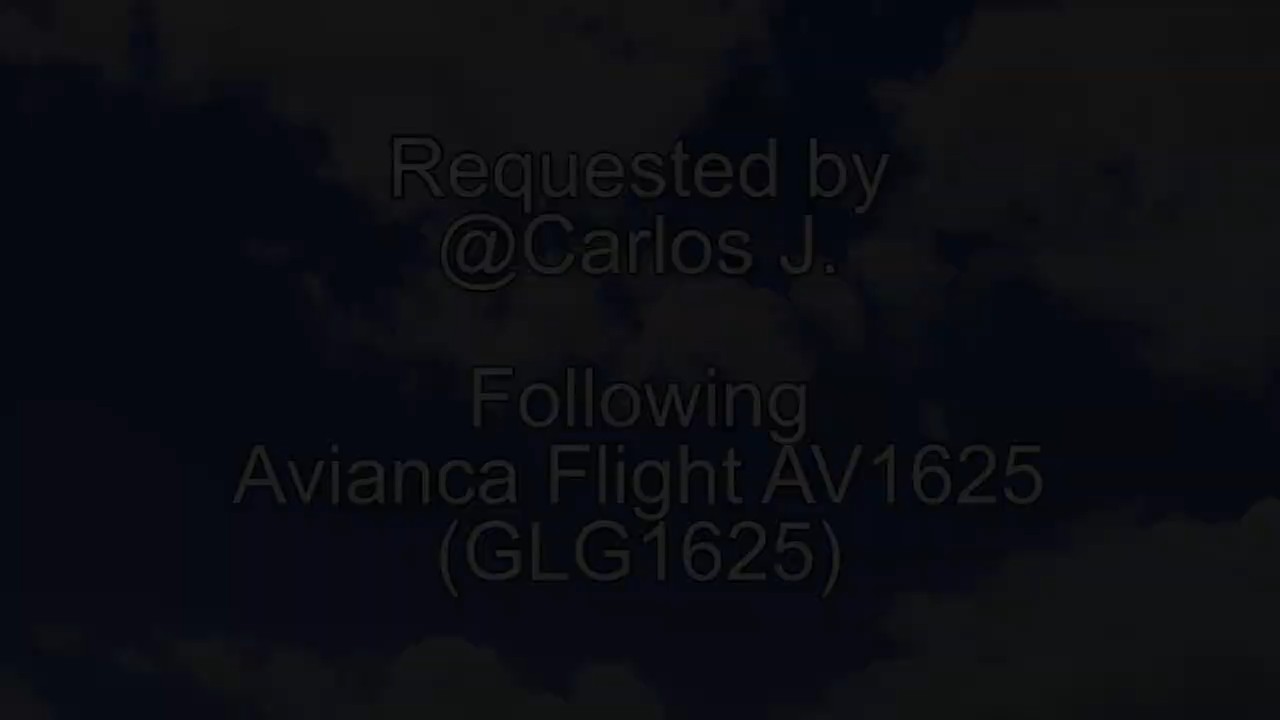 Requested by
@Carlos J.
Following
Avianca Flight AV1625
(GLG1625)